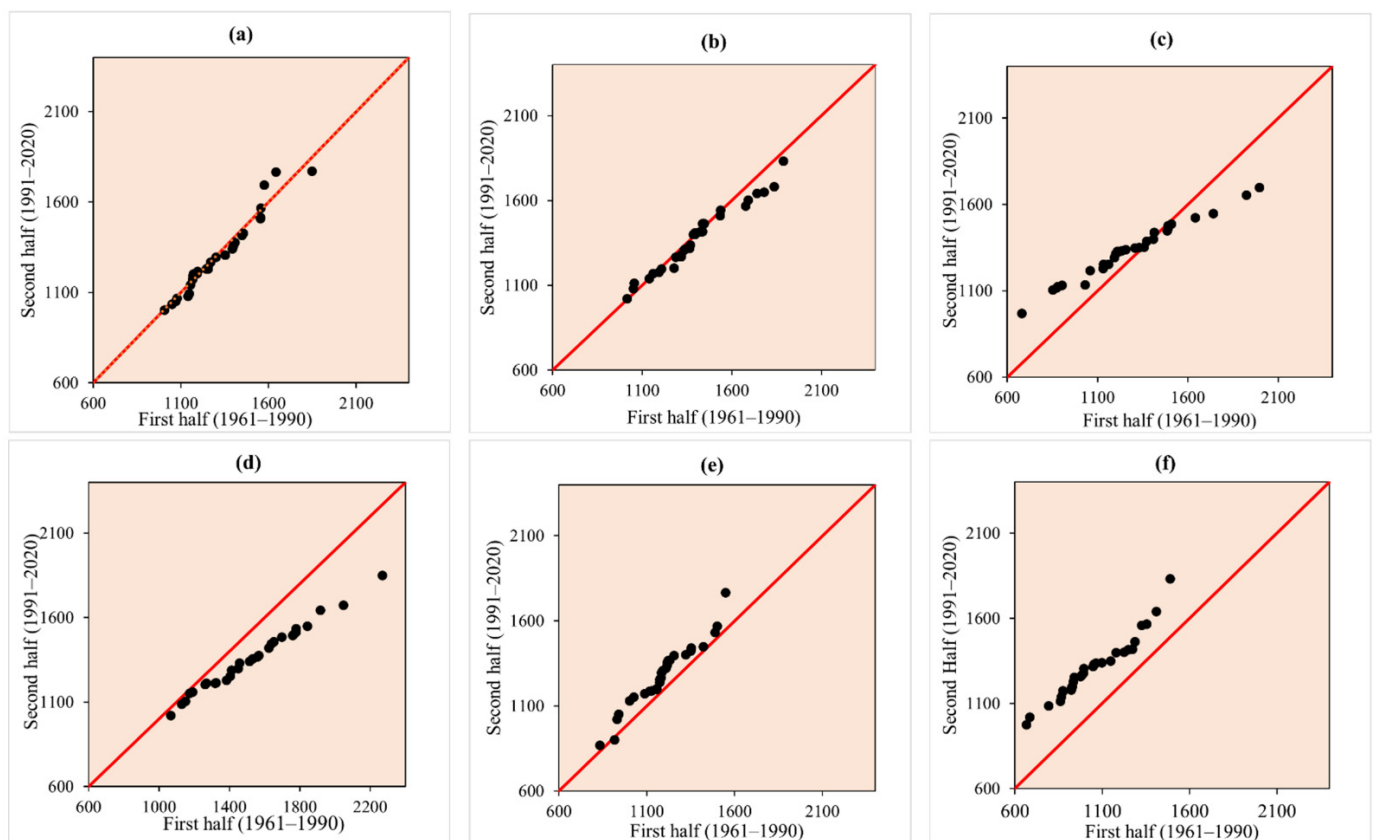 (a)
Second half (1991–2020)
2100
1600
1100
600
600 1100 1600 2100
First half (1961–1990)
(b)
Second half (1991–2020)
2100
1600
1100
600
600 1100 1600 2100
First half (1961–1990)
(c)
Second half (1991–2020)
2100
1600
1100
600
600 1100 1600 2100
First half (1961–1990)
(d)
Second half (1991–2020)
2100
1600
1100
600
600 1000 1400 1800 2200
First half (1961–1990)
(e)
Second half (1991–2020)
2100
1600
1100
600
600 1100 1600 2100
First half (1961–1990)
(f)
Second Half (1991–2020)
2100
1600
1100
600
600 1100 1600 2100
First half (1961–1990)